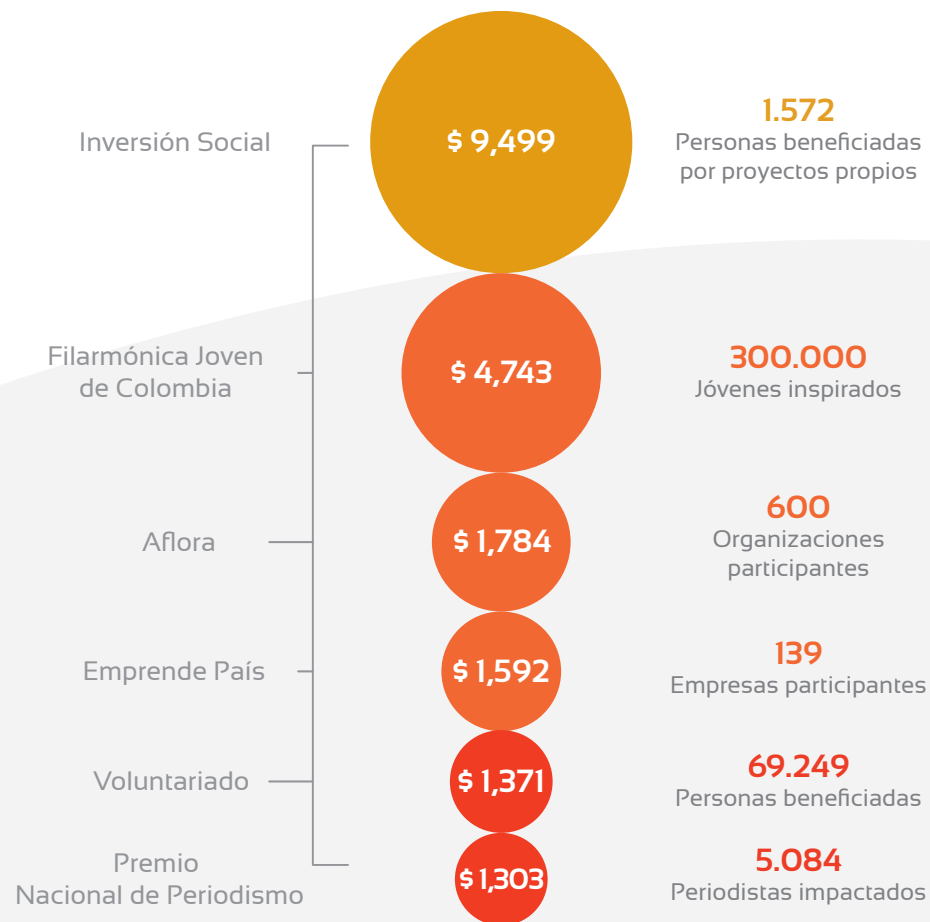 Inversión Social
$ 9,499
1.572
Personas beneficiadas
por proyectos propios
Filarmónica Joven
de Colombia
$ 4,743
300.000
Jóvenes inspirados
Aflora
$ 1,784
600
Organizaciones
participantes
Emprende País
$ 1,592
139
Empresas participantes
Voluntariado
$ 1,371
69.249
Personas beneficiadas
Premio
Nacional de Periodismo
$ 1,303
5.084
Periodistas impactados